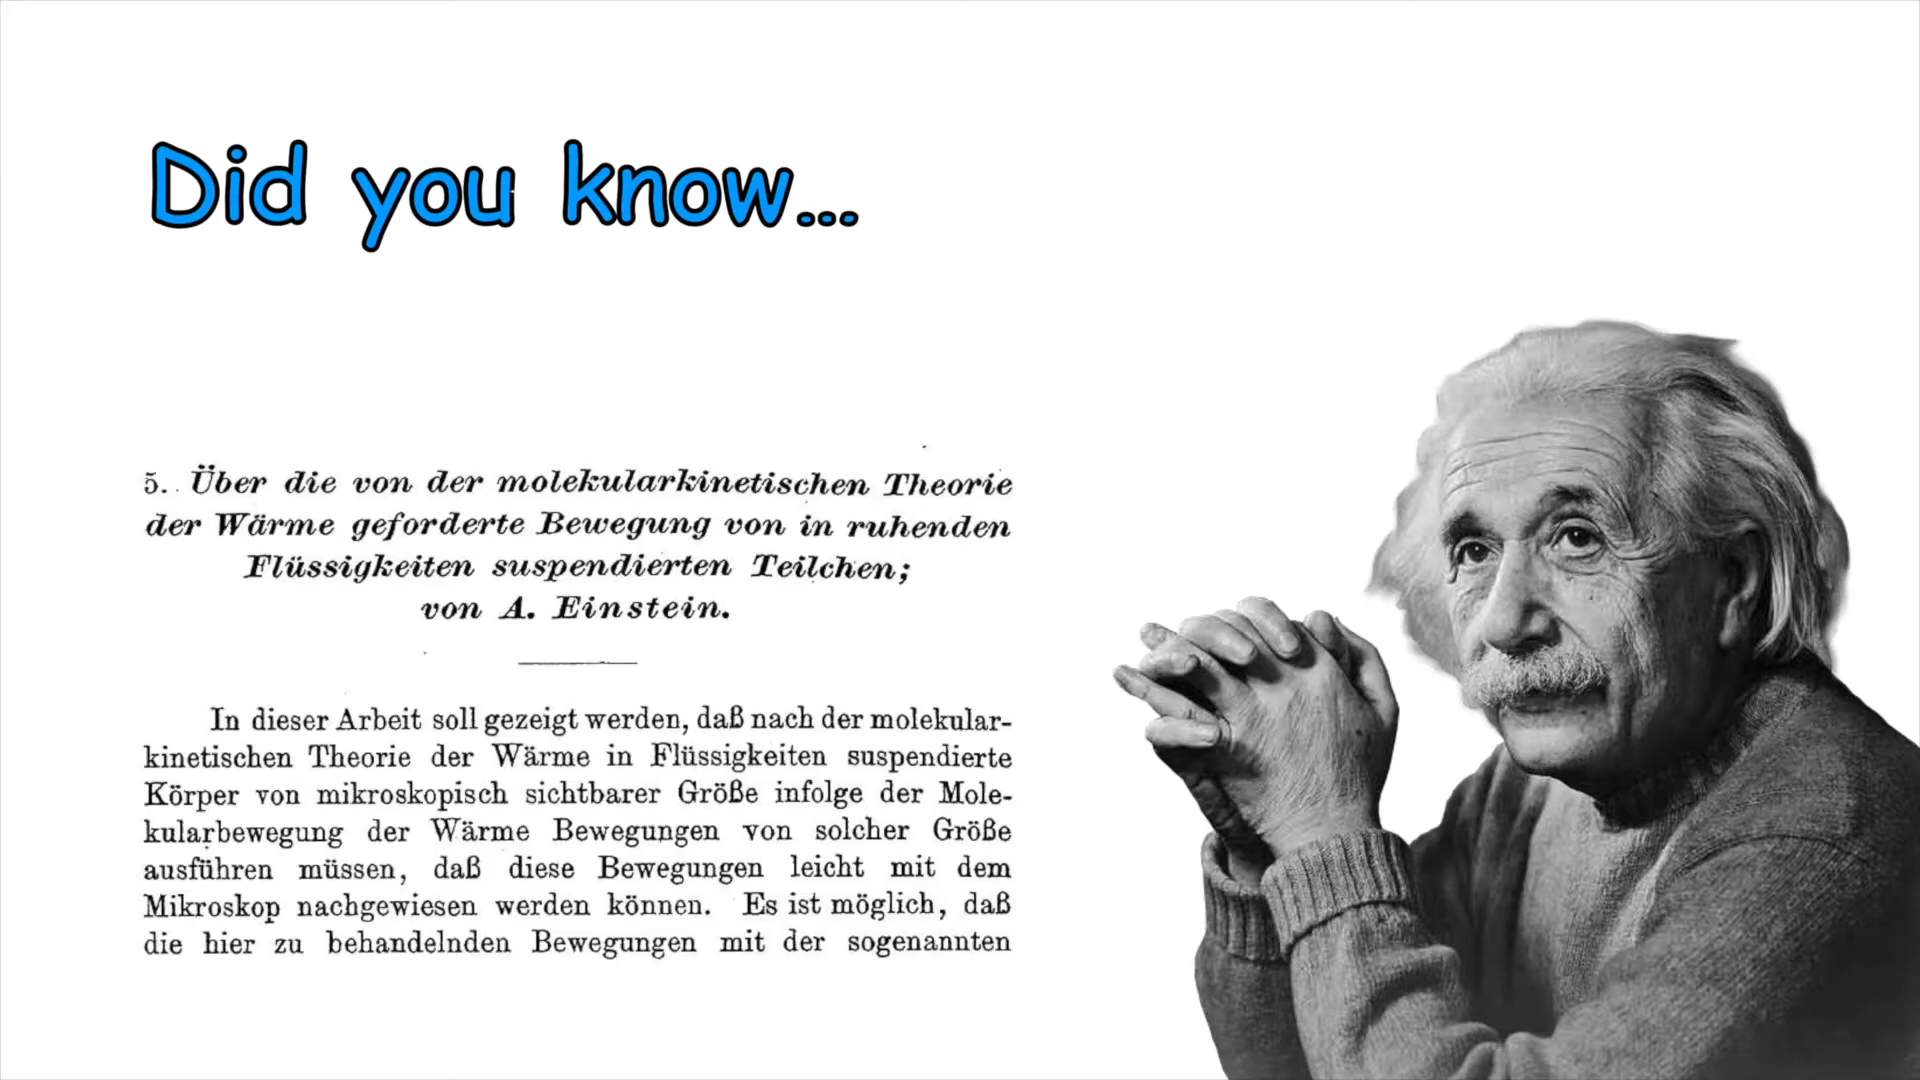 Did you know...
5. Über die von der molekularkinetischen Theorie
der Wärme geforderte Bewegung von in ruhenden
Flüssigkeiten suspendierten Teilchen;
von A. Einstein.
In dieser Arbeit soll gezeigt werden, daß nach der molekular-
kinetischen Theorie der Wärme in Flüssigkeiten suspendierte
Körper von mikroskopisch sichtbarer Größe infolge der Mole-
kularbewegung der Wärme Bewegungen von solcher Größe
ausführen müssen, daß diese Bewegungen leicht mit dem
Mikroskop nachgewiesen werden können. Es ist möglich, daß
die hier zu behandelnden Bewegungen mit der sogenannten